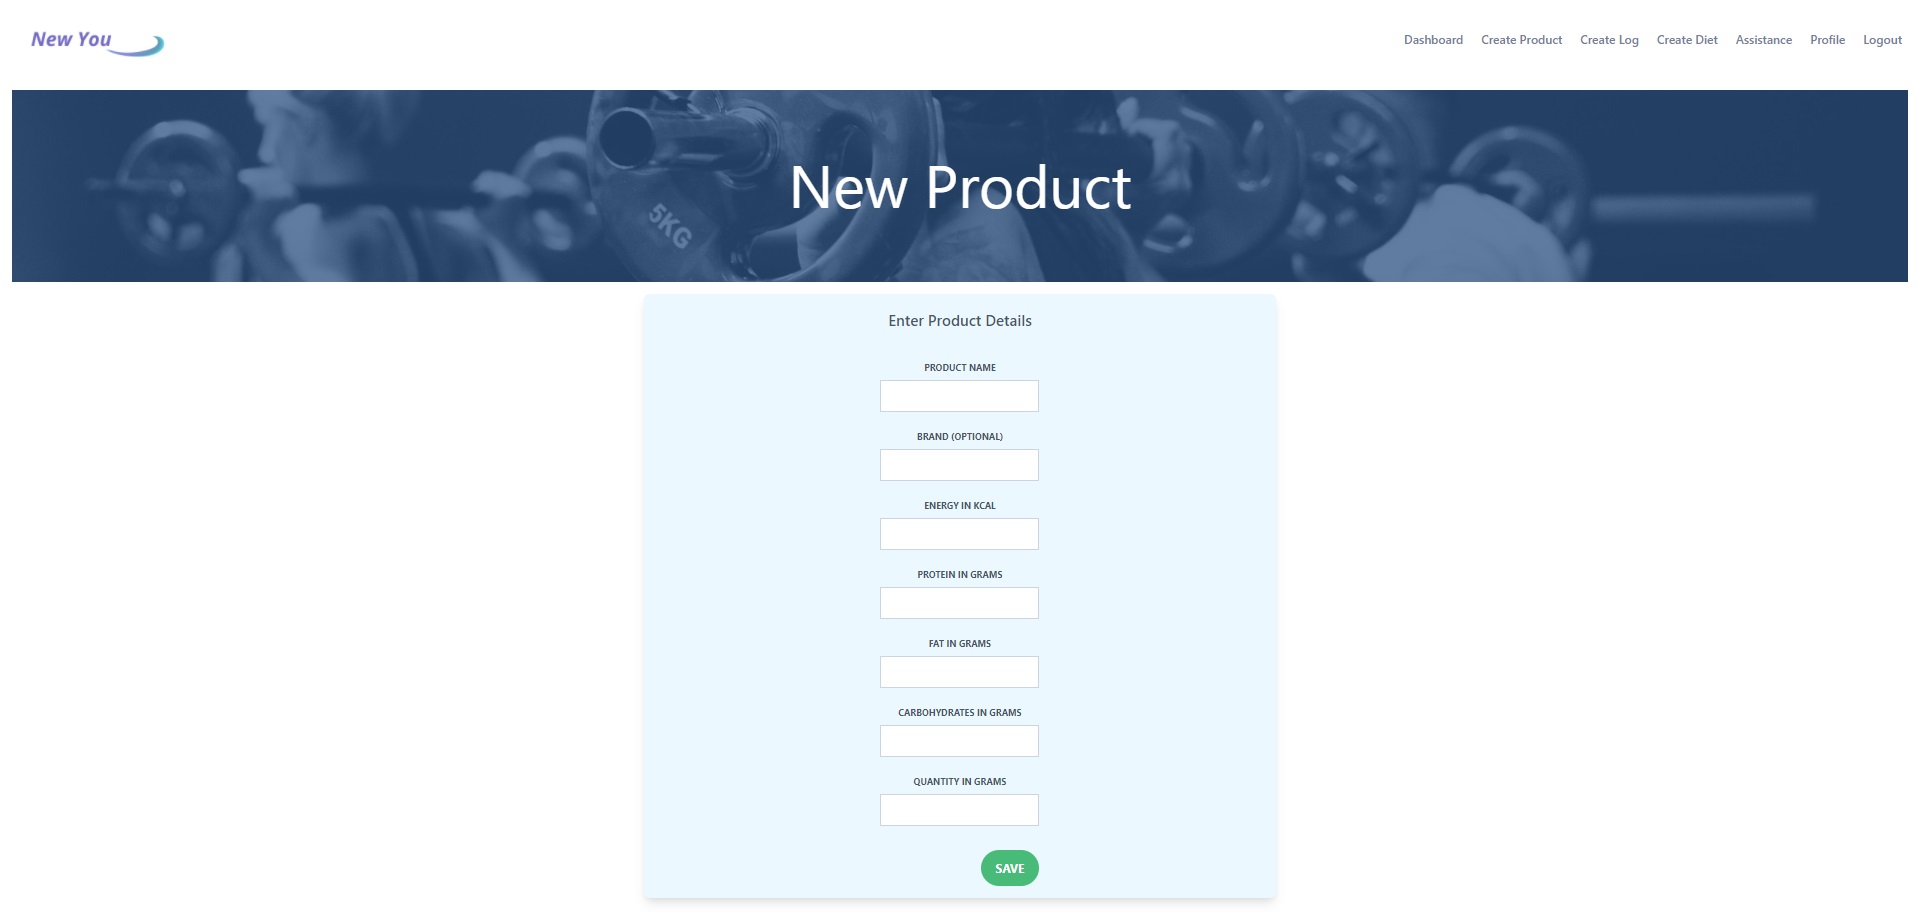 New You
Dashboard Create Product Create Log Create Diet Assistance Profile Logout
5KG
New Product
Enter Product Details
PRODUCT NAME
BRAND (OPTIONAL)
ENERGY IN KCAL
PROTEIN IN GRAMS
FAT IN GRAMS
CARBOHYDRATES IN GRAMS
QUANTITY IN GRAMS
SAVE